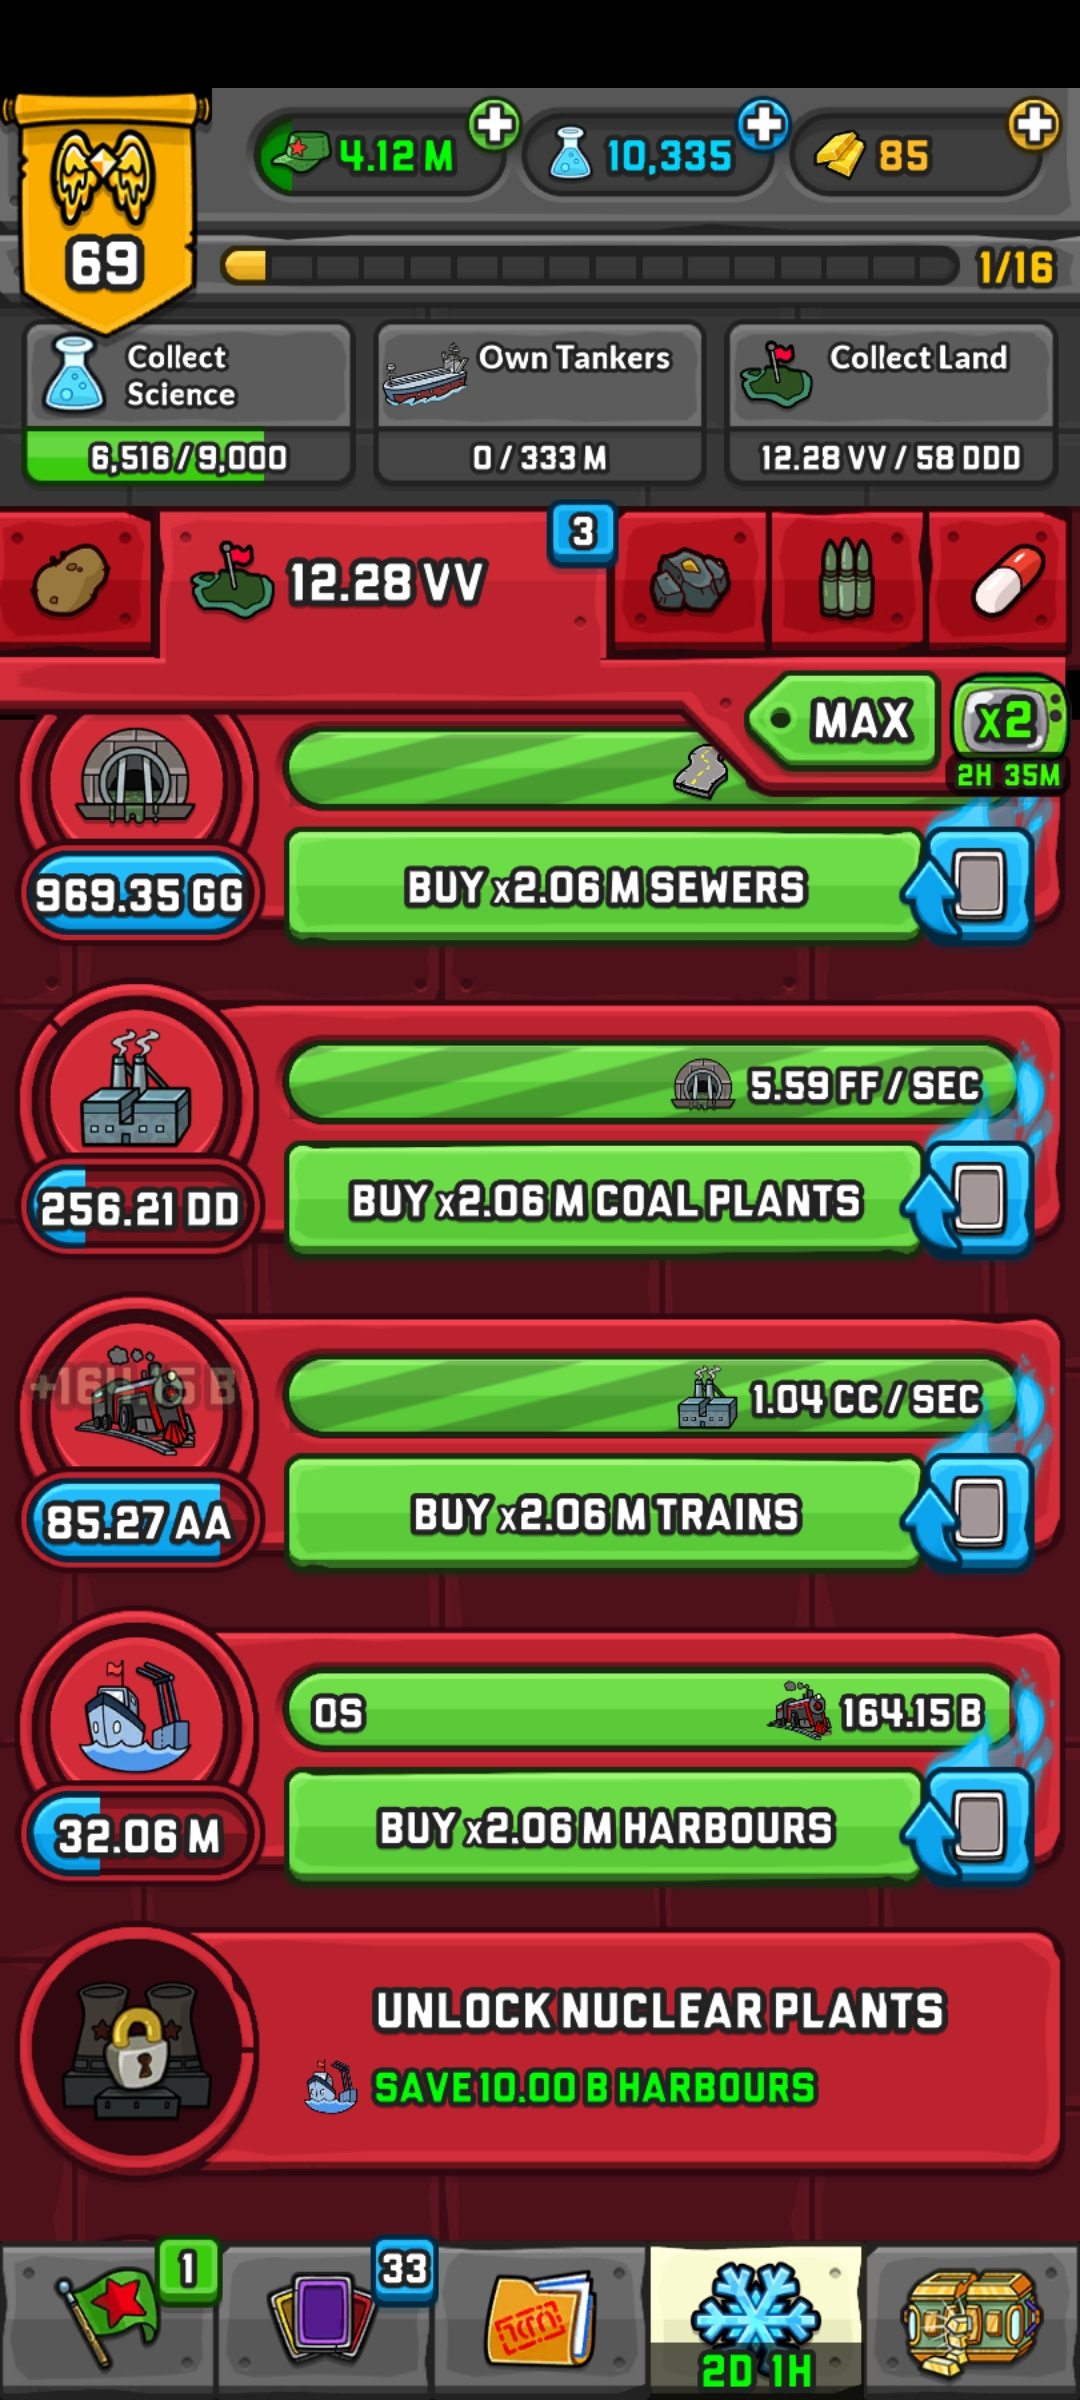 4.12 M
10,335
85
69
1/16
Collect
Science
6,516/9,000
Own Tankers
0/333 M
Collect Land
12.28 VV/58 DDD
12.28 VV
3
MAX
x2
2H 35M
969.35 GG
BUY x2.06 M SEWERS
5.59 FF/SEC
256.21 DD
BUY x2.06 M COAL PLANTS
1.04 CC/SEC
85.27 AA
BUY x2.06 M TRAINS
0S
164.15 B
32.06 M
BUY x2.06 M HARBOURS
UNLOCK NUCLEAR PLANTS
SAVE 10.00 B HARBOURS
1
33
2D 1H